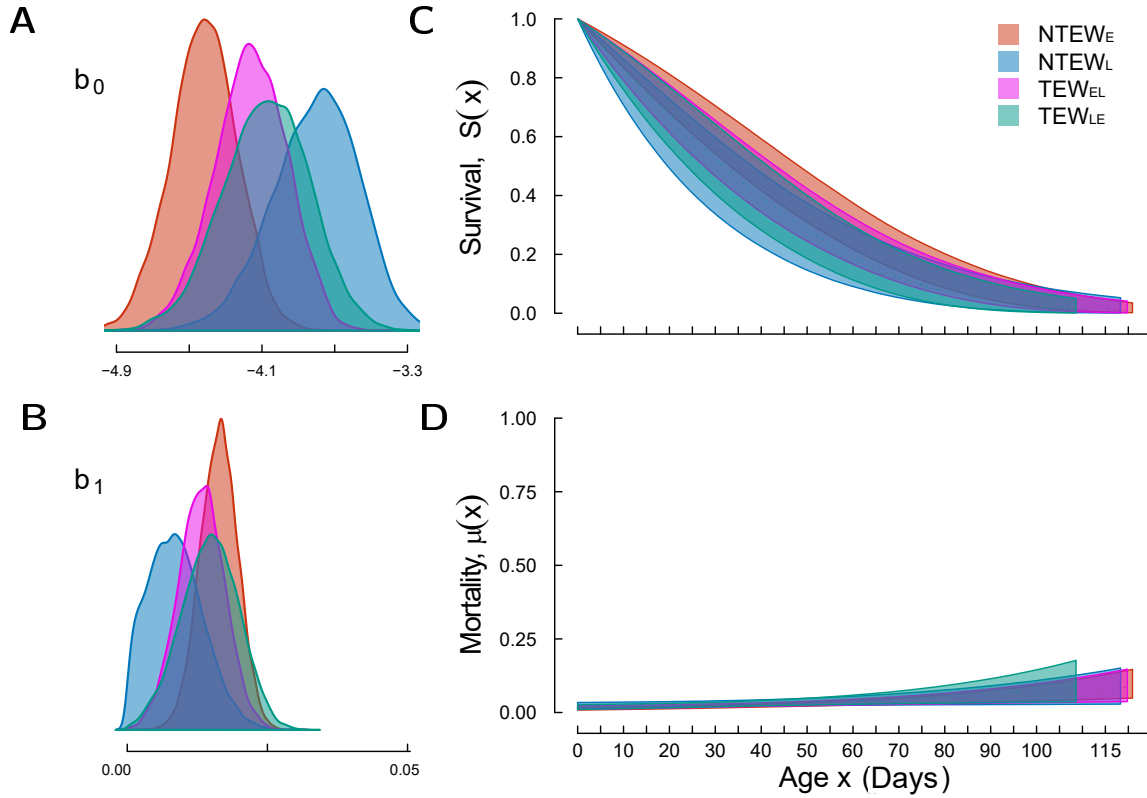 A
b0
−4.9
−4.1
−3.3
B
b1
0.00
0.05
C
Survival, S(x)
1.0
0.8
0.6
0.4
0.2
0.0
NTEWE
NTEWL
TEWEL
TEWLE
D
Mortality, μ(x)
1.00
0.75
0.50
0.25
0.00
0 10 20 30 40 50 60 70 80 90 100 115
Age x (Days)